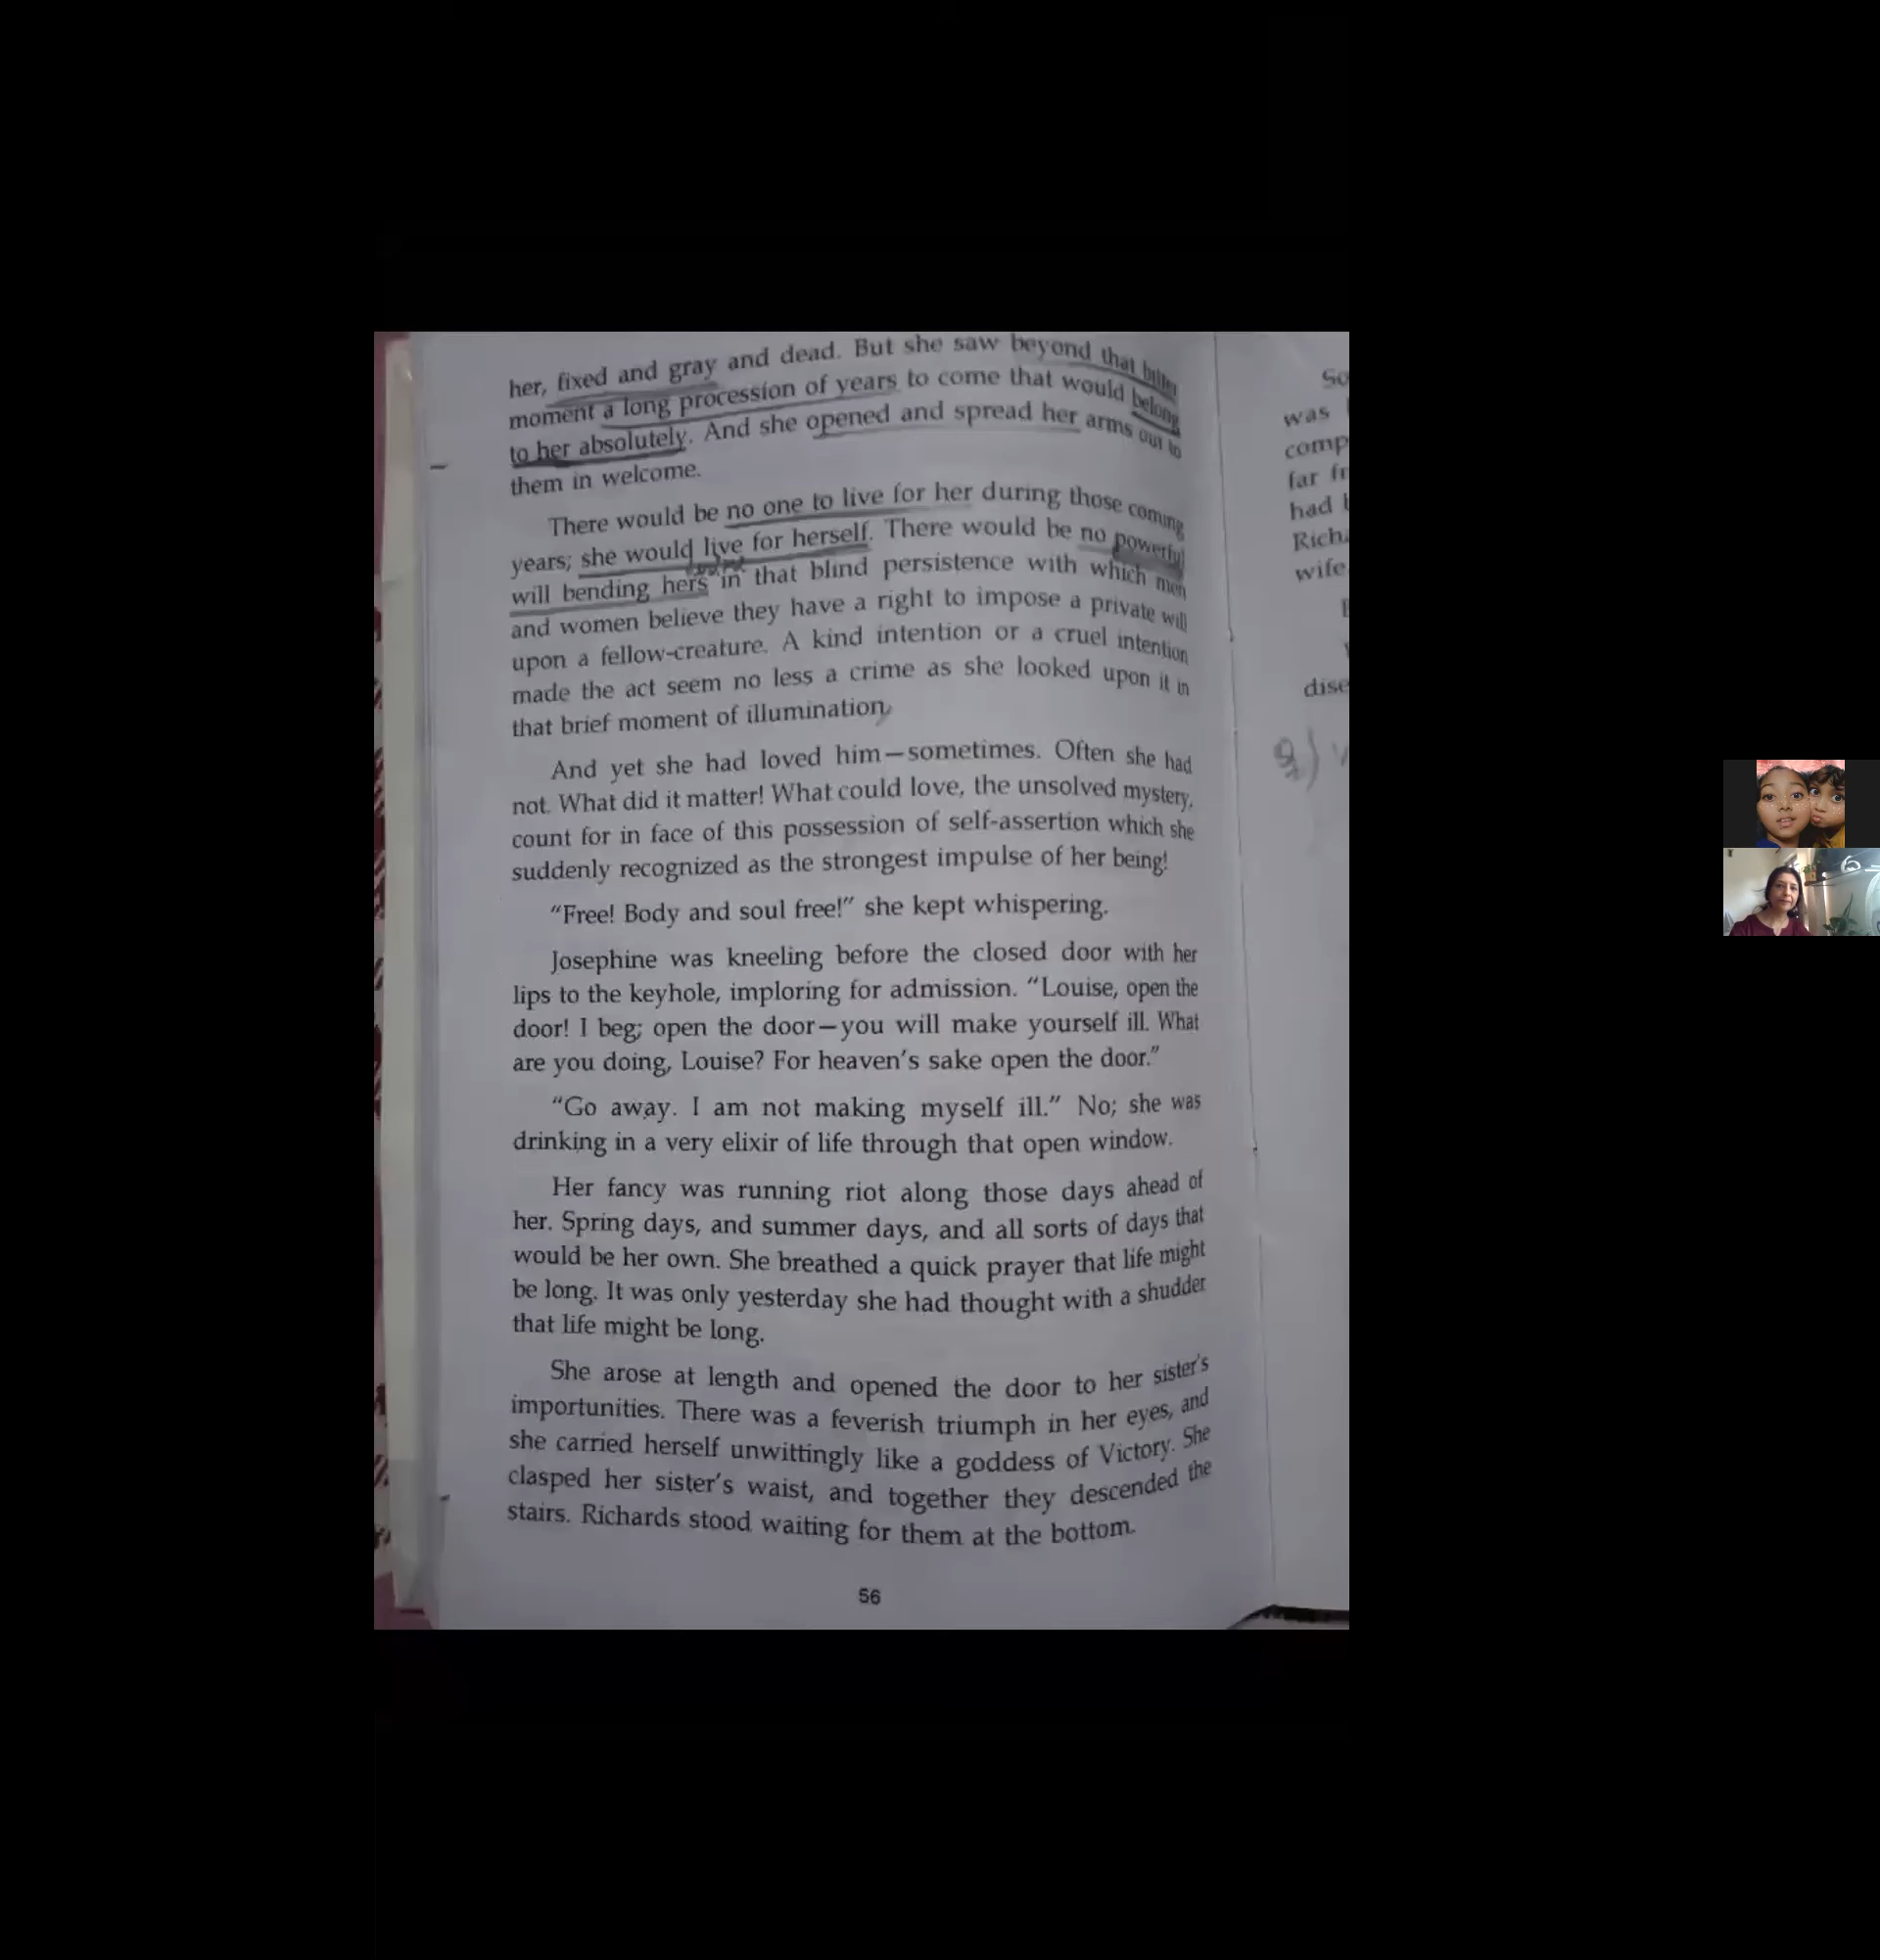 her, fixed and gray and dead. But she saw beyond that bitter
moment a long procession of years to come that would belong
to her absolutely. And she opened and spread her arms out to
them in welcome.
There would be no one to live for her during those coming
years; she would live for herself. There would be no powerful
will bending hers in that blind persistence with which men
and women believe they have a right to impose a private will
upon a fellow-creature. A kind intention or a cruel intention
made the act seem no less a crime as she looked upon it in
that brief moment of illumination.
And yet she had loved him—sometimes. Often she had
not. What did it matter! What could love, the unsolved mystery,
count for in face of this possession of self-assertion which she
suddenly recognized as the strongest impulse of her being!
“Free! Body and soul free!” she kept whispering.
Josephine was kneeling before the closed door with her
lips to the keyhole, imploring for admission. “Louise, open the
door! I beg; open the door—you will make yourself ill. What
are you doing, Louise? For heaven’s sake open the door.”
“Go away. I am not making myself ill.” No; she was
drinking in a very elixir of life through that open window.
Her fancy was running riot along those days ahead of
her. Spring days, and summer days, and all sorts of days that
would be her own. She breathed a quick prayer that life might
be long. It was only yesterday she had thought with a shudder
that life might be long.
She arose at length and opened the door to her sister’s
importunities. There was a feverish triumph in her eyes, and
she carried herself unwittingly like a goddess of Victory. She
clasped her sister’s waist, and together they descended the
stairs. Richards stood waiting for them at the bottom.
56
So
was
comp
far fr
had
Rich
wife
dise